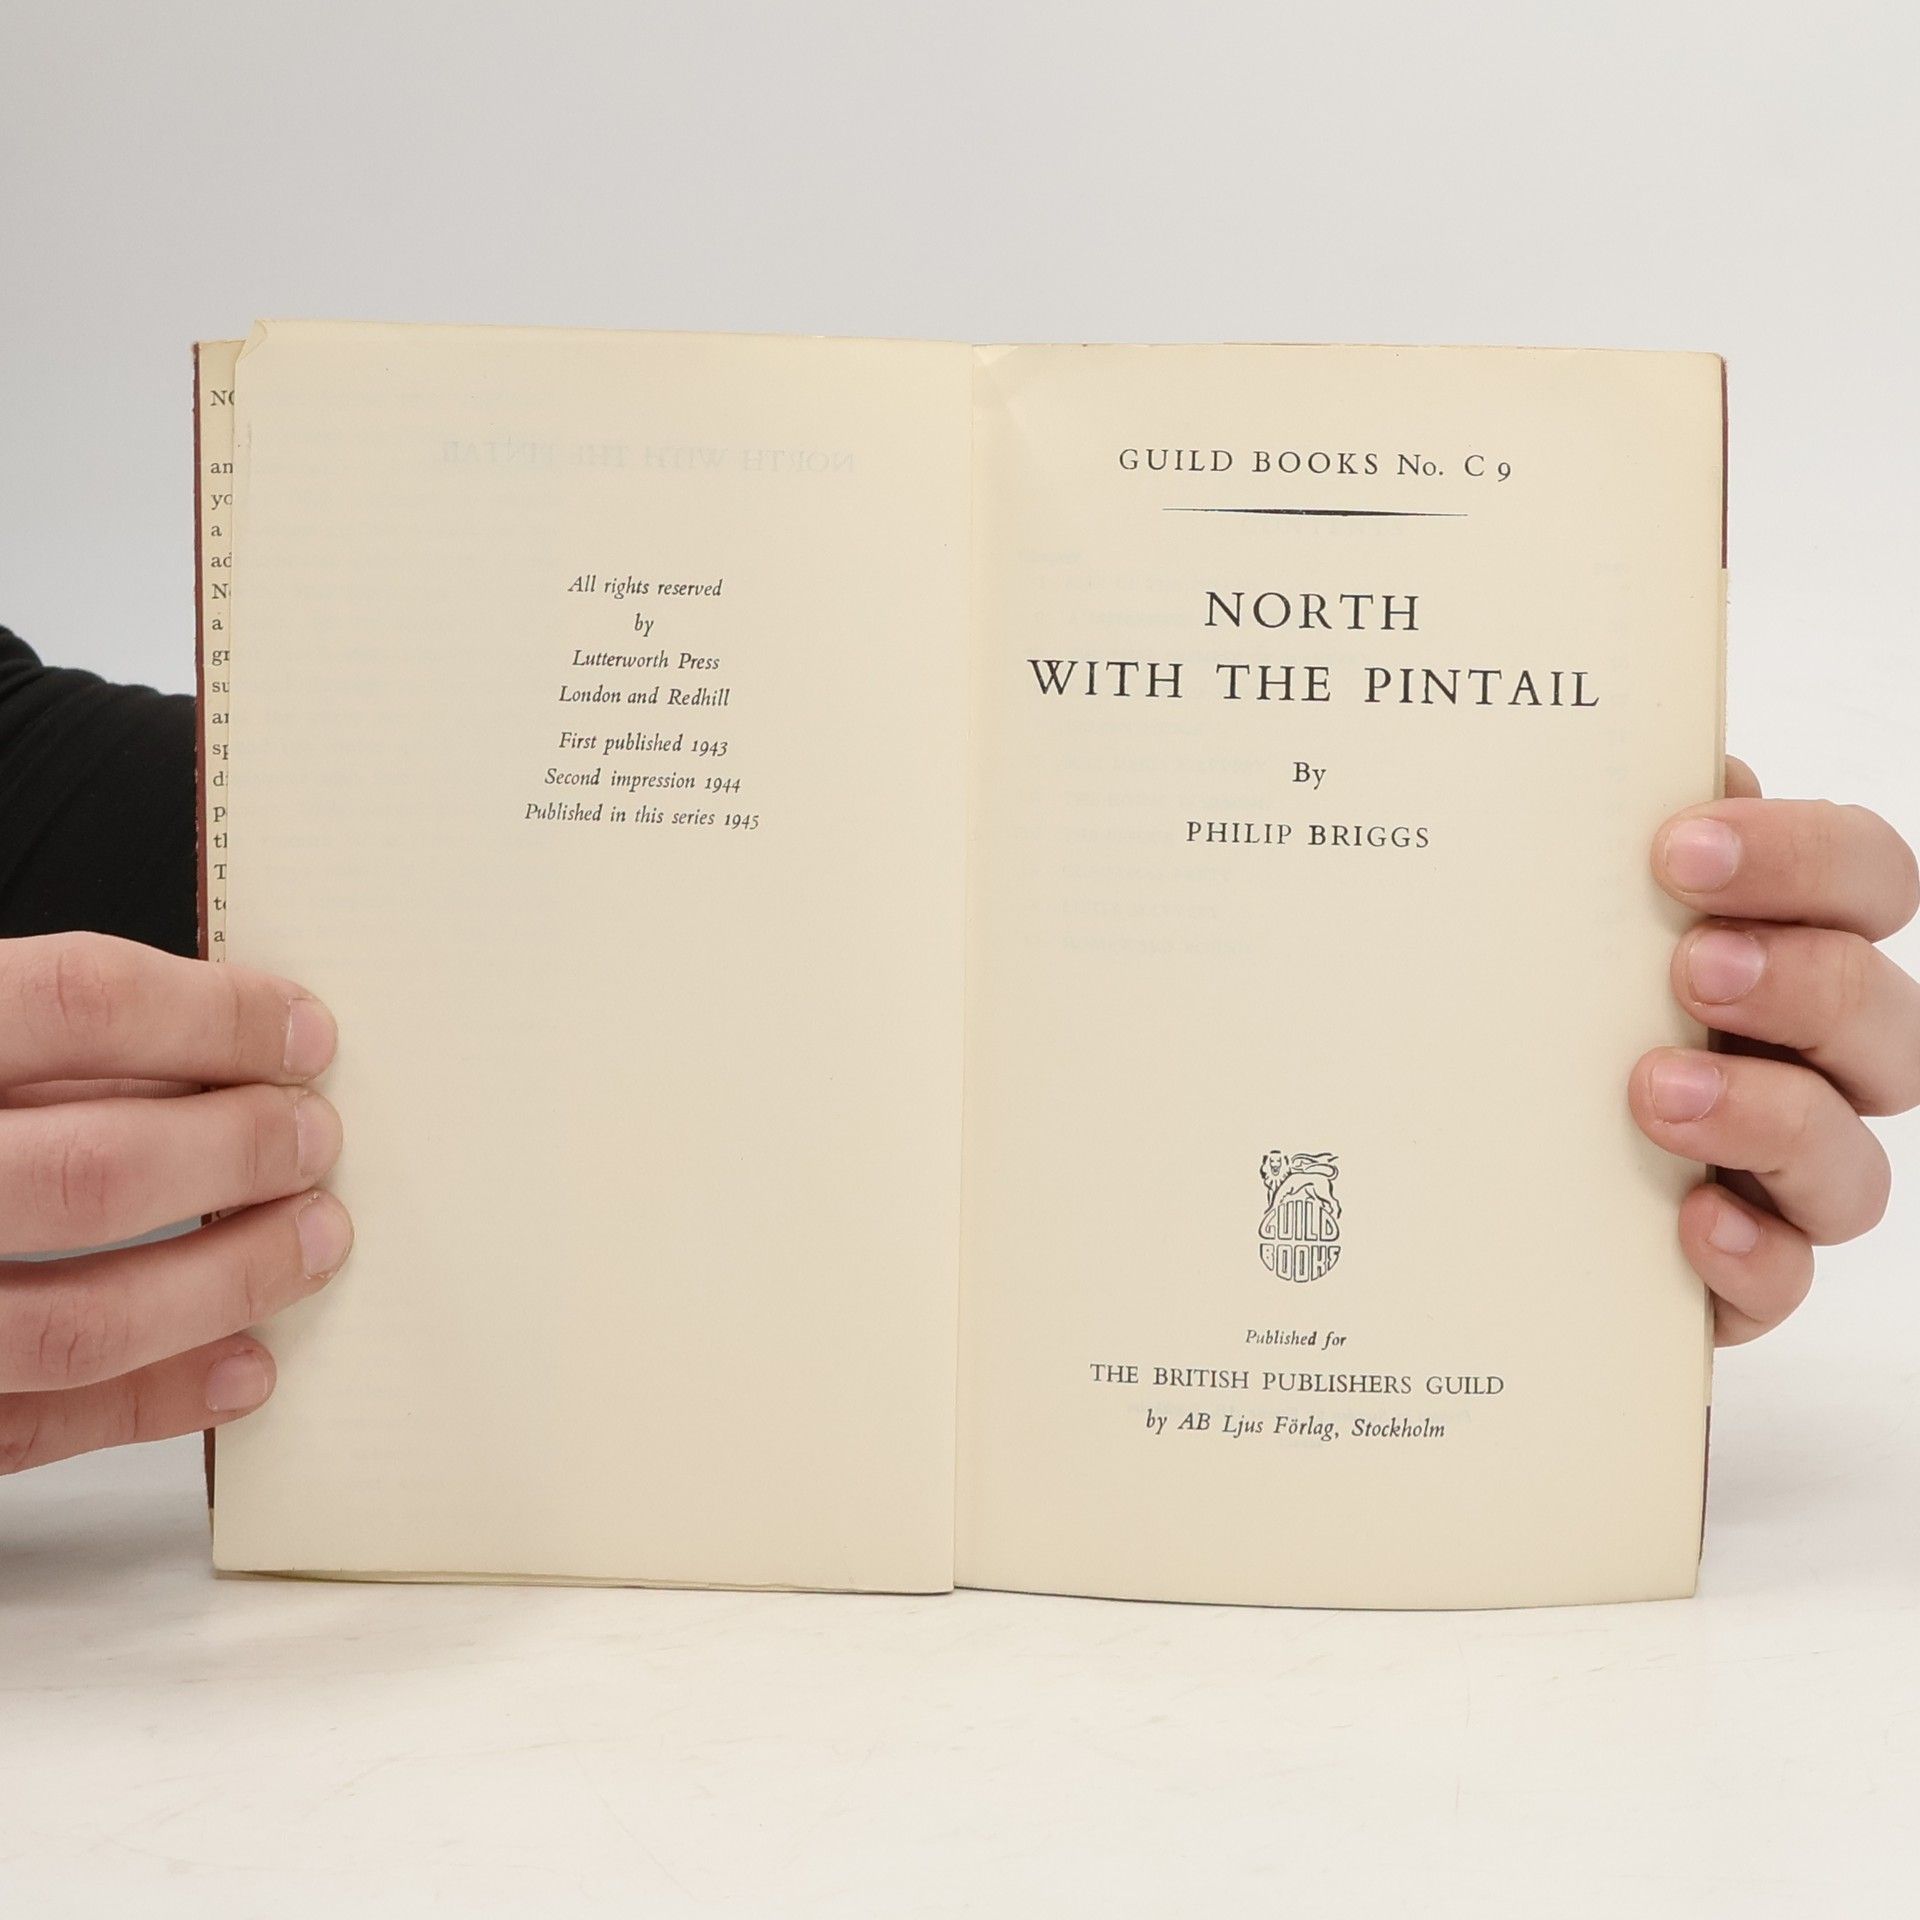 All rights reserved
by
Lutterworth Press
London and Redhill
First published 1943
Second impression 1944
Published in this series 1945
GUILD BOOKS No. C 9
NORTH
WITH THE PINTAIL
By
PHILIP BRIGGS
GUILD
BOOKS
Published for
THE BRITISH PUBLISHERS GUILD
by AB Ljus Förlag, Stockholm